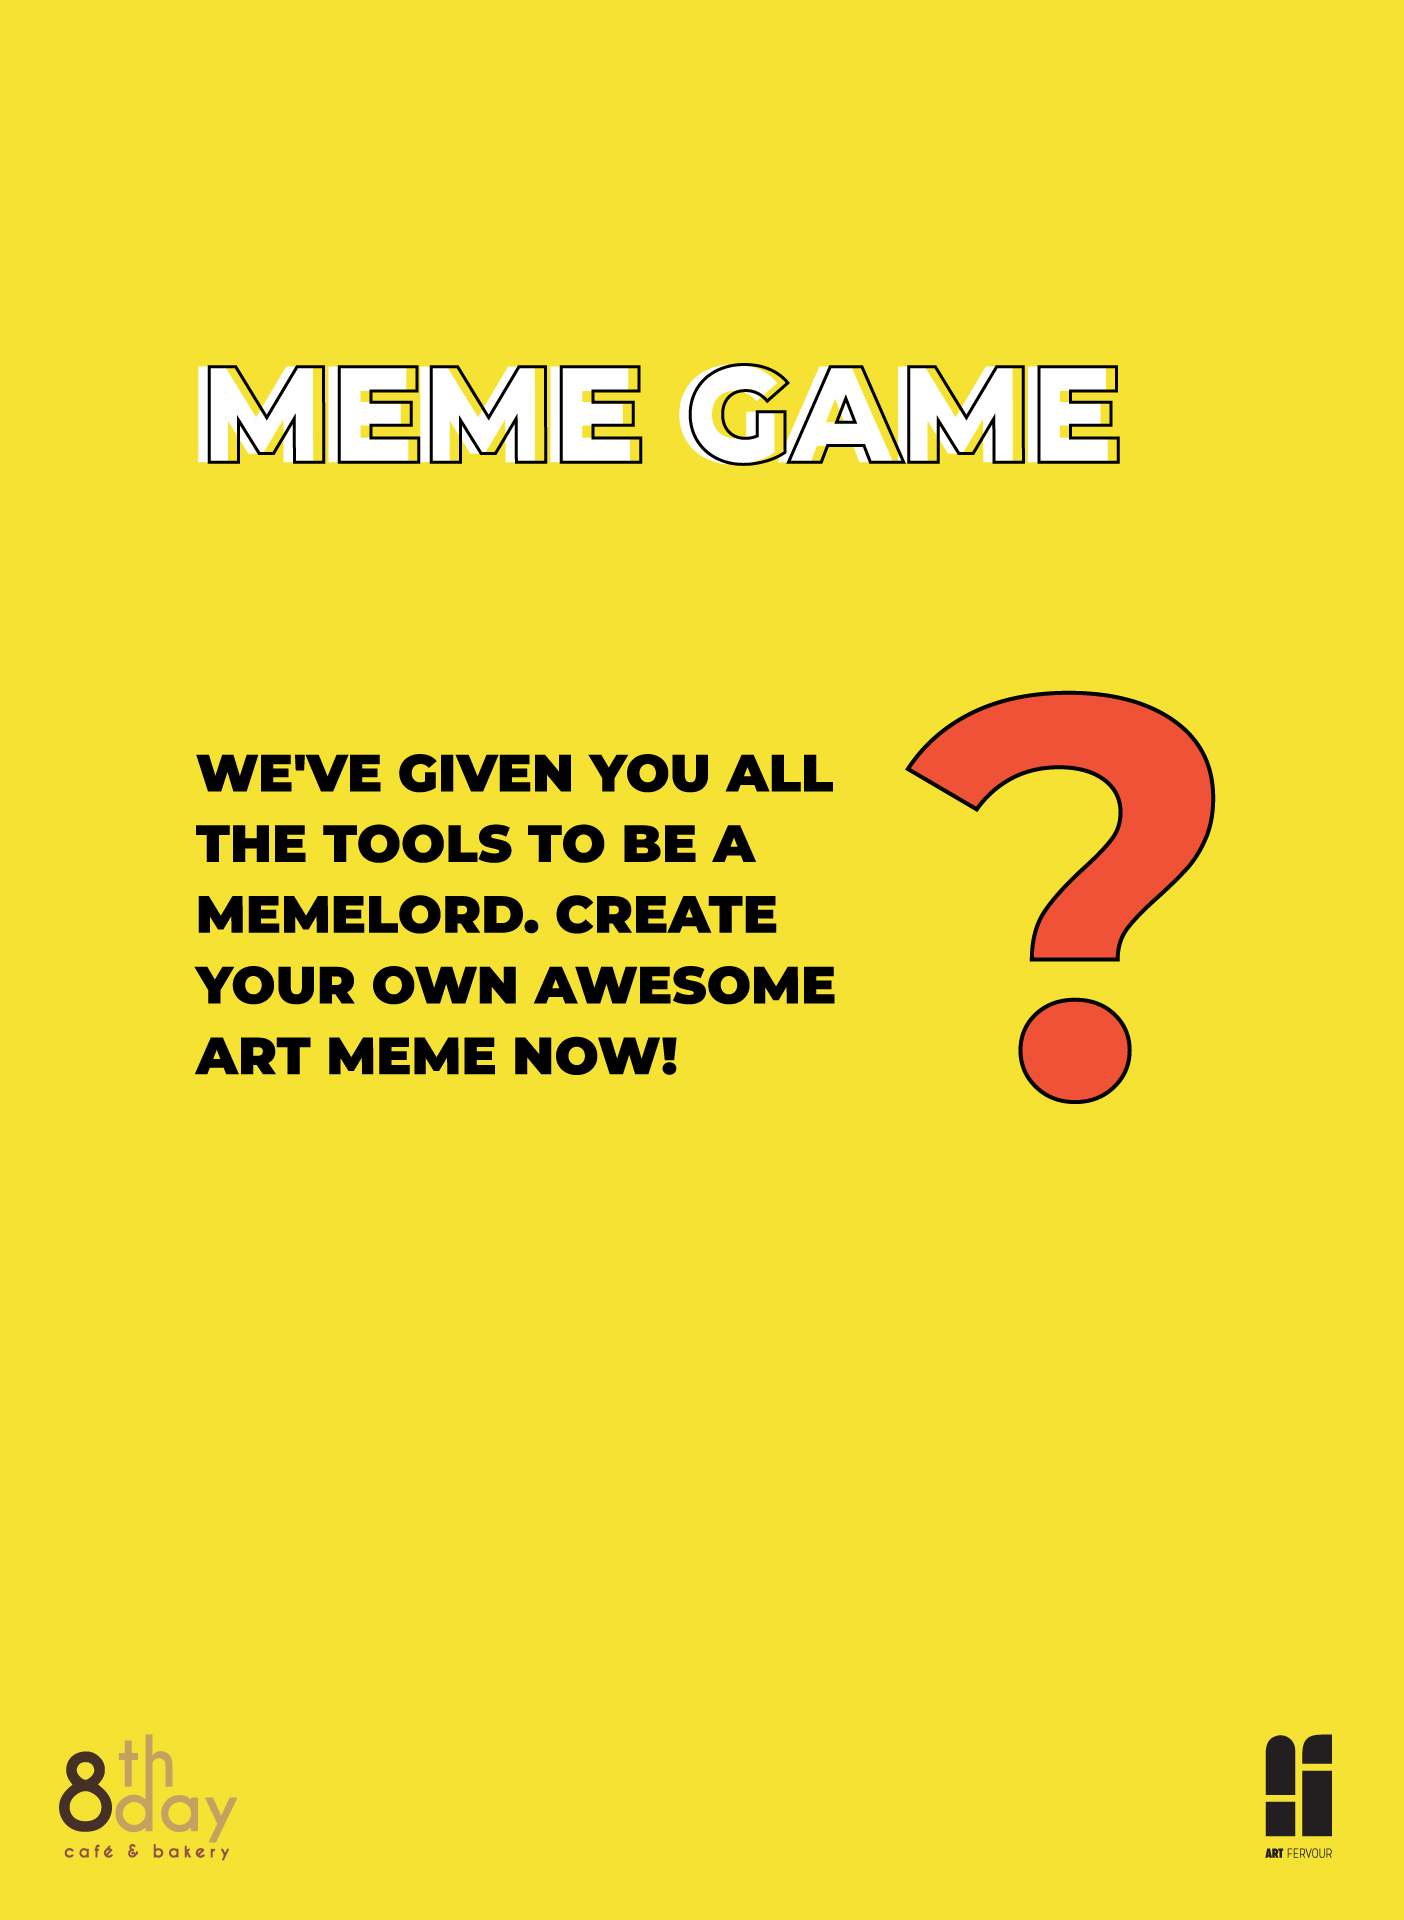 MEME GAME
WE'VE GIVEN YOU ALL
THE TOOLS TO BE A
MEMELORD. CREATE
YOUR OWN AWESOME
ART MEME NOW!
?
8th
day
café & bakery
ART FERVOUR